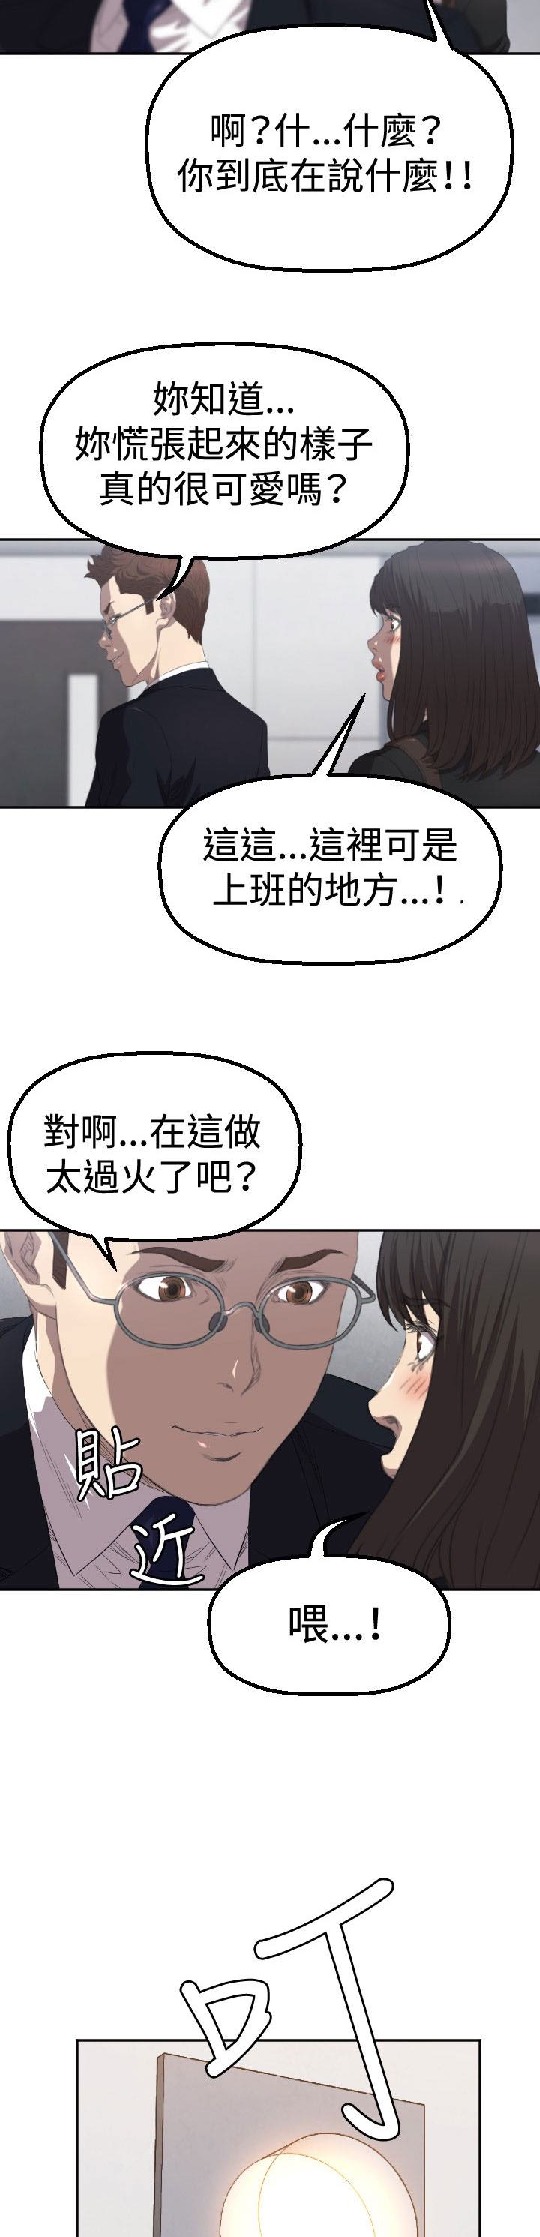 啊？什...什麼？
你到底在說什麼！！
妳知道...
妳慌張起來的樣子
真的很可愛嗎？
這這...這裡可是
上班的地方...！.
對啊...在這做
太過火了吧？
貼近
喂...！
叮